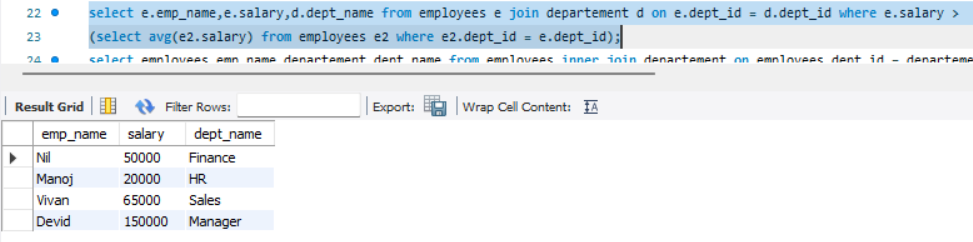 22 select e.emp_name,e.salary,d.dept_name from employees e join departement d on e.dept_id = d.dept_id where e.salary >
23 (select avg(e2.salary) from employees e2 where e2.dept_id = e.dept_id);
24 select employees.emp_name,departement.dept_name from employees inner join departement on employees.dept_id = departeme
Result Grid Filter Rows: Export: Wrap Cell Content: IA
emp_name salary dept_name
Nil 50000 Finance
Manoj 20000 HR
Vivan 65000 Sales
Devid 150000 Manager